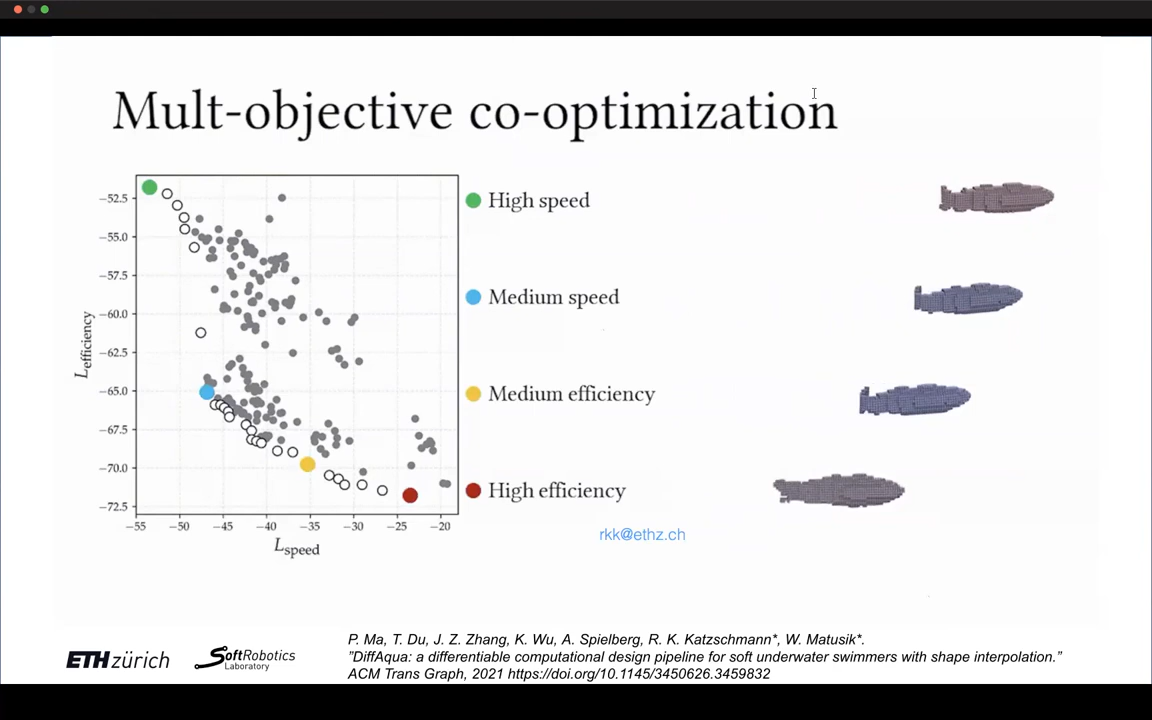 Mult-objective co-optimization
−52.5
−55.0
−57.5
−60.0
−62.5
−65.0
−67.5
−70.0
−72.5
L efficiency
−55 −50 −45 −40 −35 −30 −25 −20
L speed
High speed
Medium speed
Medium efficiency
High efficiency
rkk@ethz.ch
ETH zürich
SoftRobotics
Laboratory
P. Ma, T. Du, J. Z. Zhang, K. Wu, A. Spielberg, R. K. Katzschmann*, W. Matusik*.
"DiffAqua: a differentiable computational design pipeline for soft underwater swimmers with shape interpolation."
ACM Trans Graph, 2021 https://doi.org/10.1145/3450626.3459832